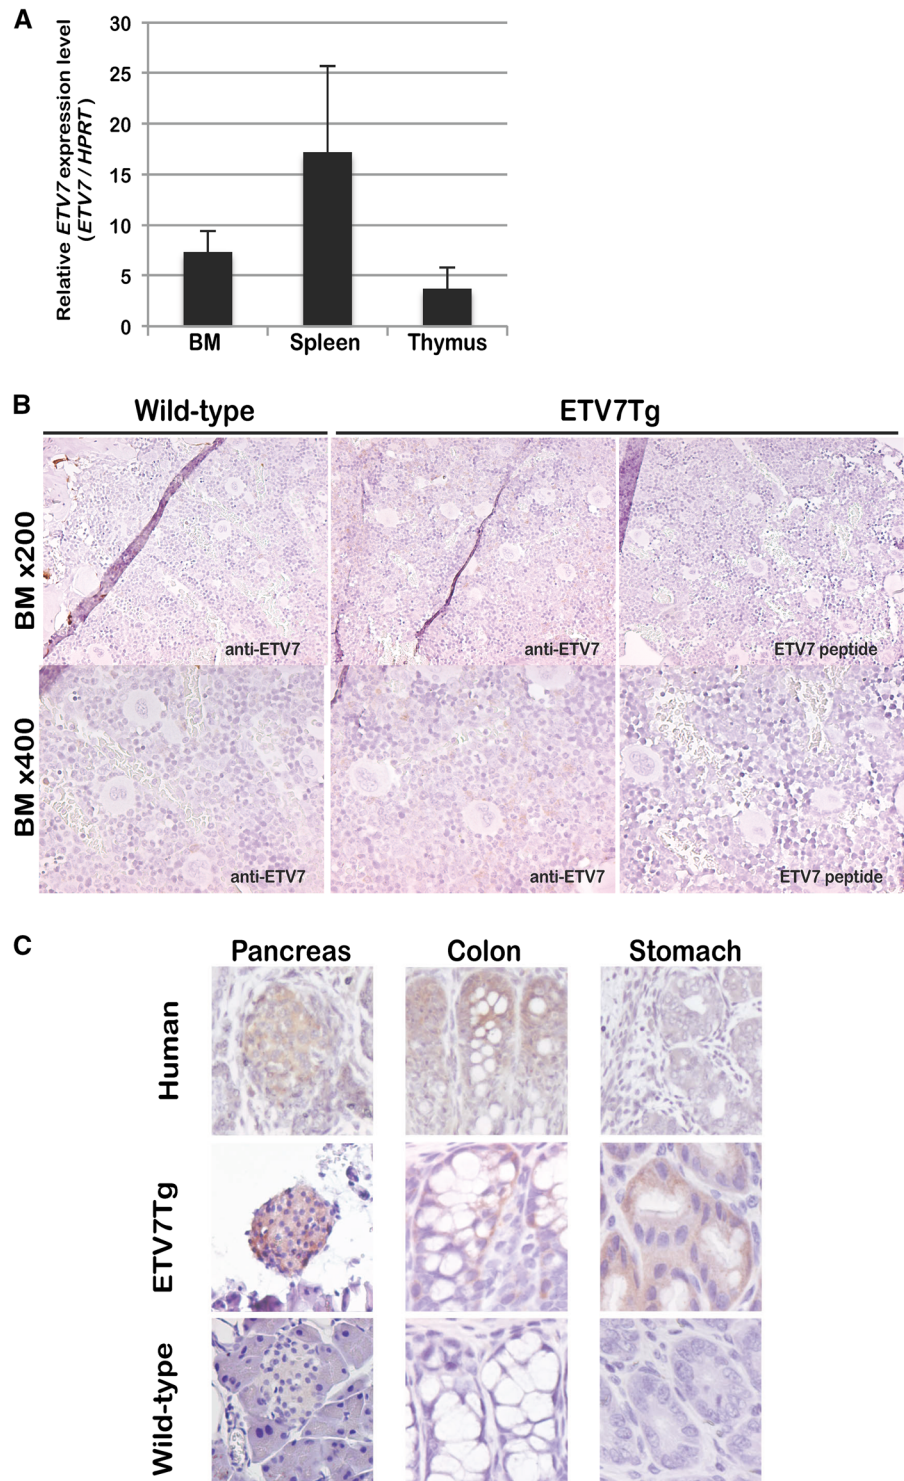 A
Relative ETV7 expression level
(ETV7 / HPRT)
30
25
20
15
10
5
0
BM
Spleen
Thymus
B
Wild-type
ETV7Tg
BM x200
anti-ETV7
anti-ETV7
ETV7 peptide
BM x400
anti-ETV7
anti-ETV7
ETV7 peptide
C
Pancreas
Colon
Stomach
Human
ETV7Tg
Wild-type